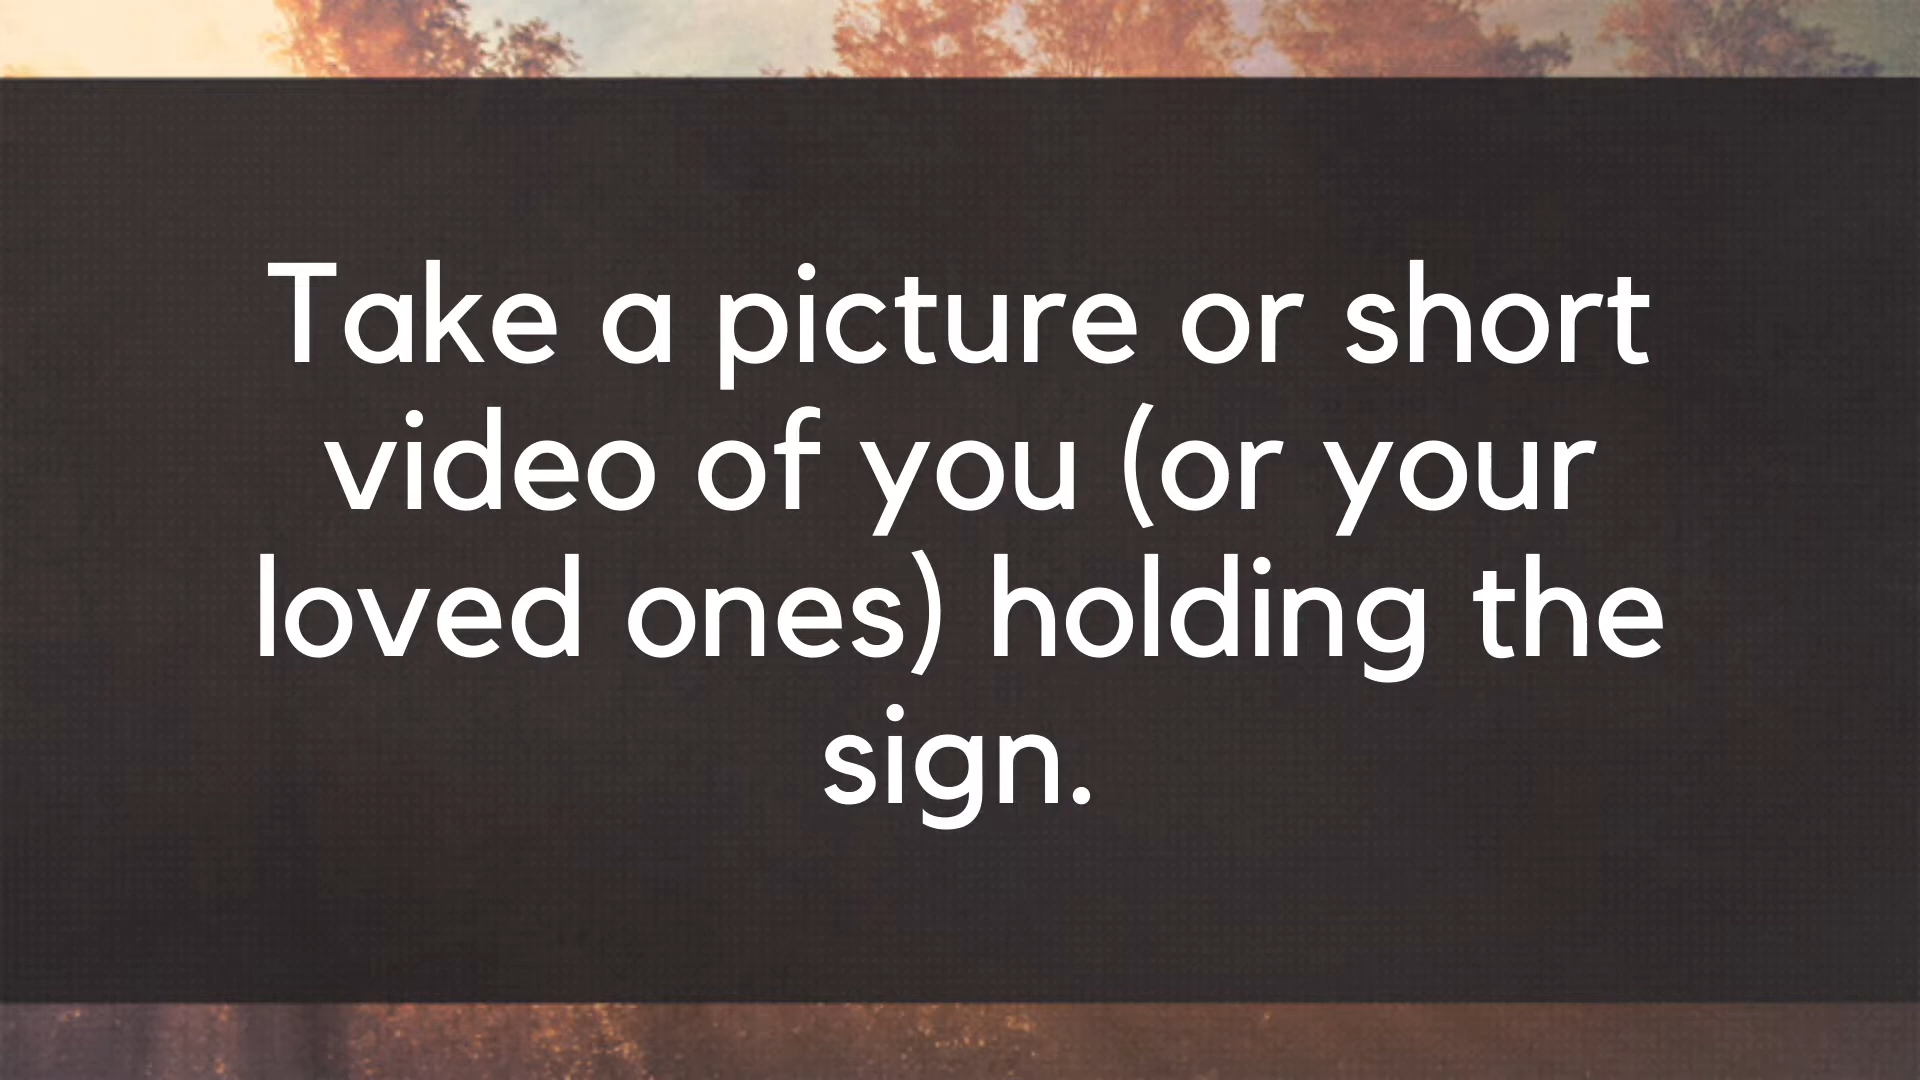 Take a picture or short
video of you (or your
loved ones) holding the
sign.